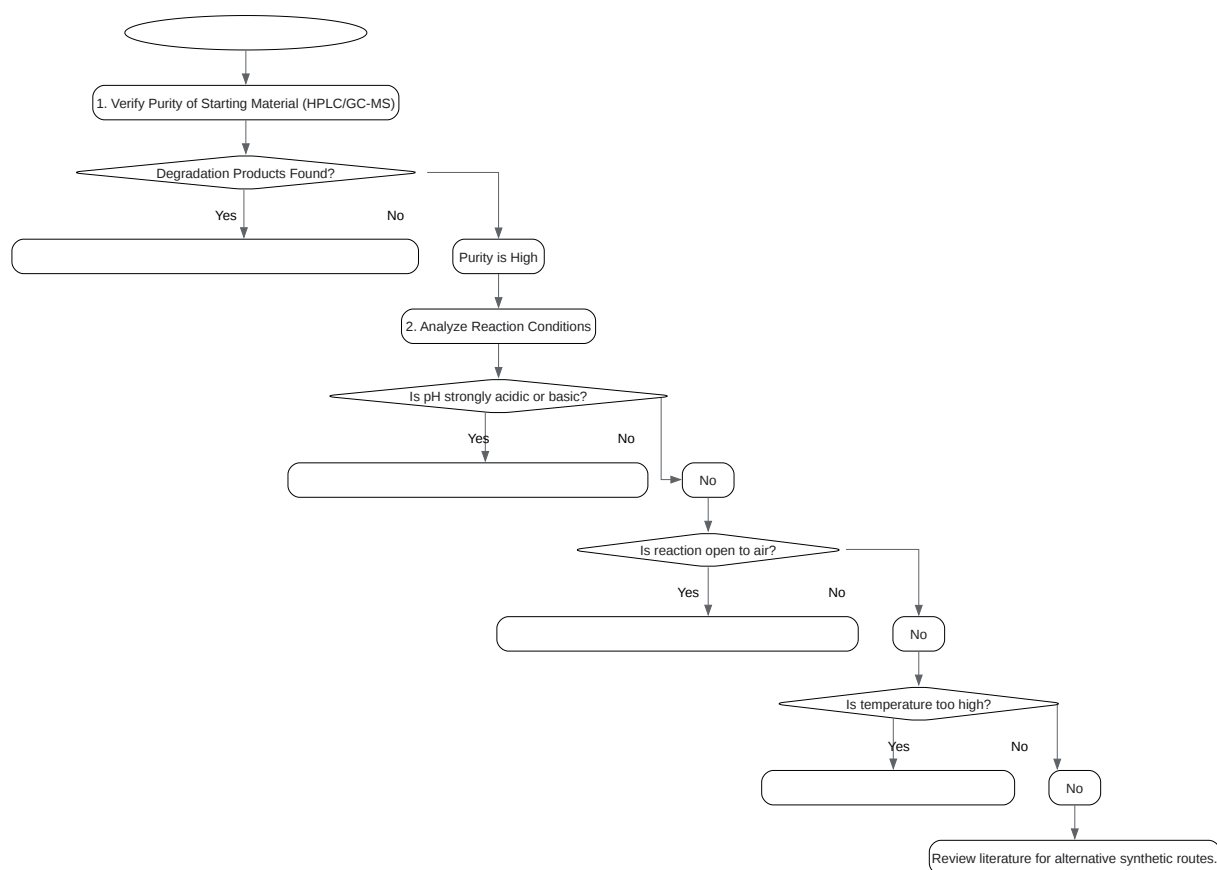 1. Verify Purity of Starting Material (HPLC/GC-MS)
Degradation Products Found?
Yes
No
Purity is High
2. Analyze Reaction Conditions
Is pH strongly acidic or basic?
Yes
No
No
Is reaction open to air?
Yes
No
No
Is temperature too high?
Yes
No
No
Review literature for alternative synthetic routes.